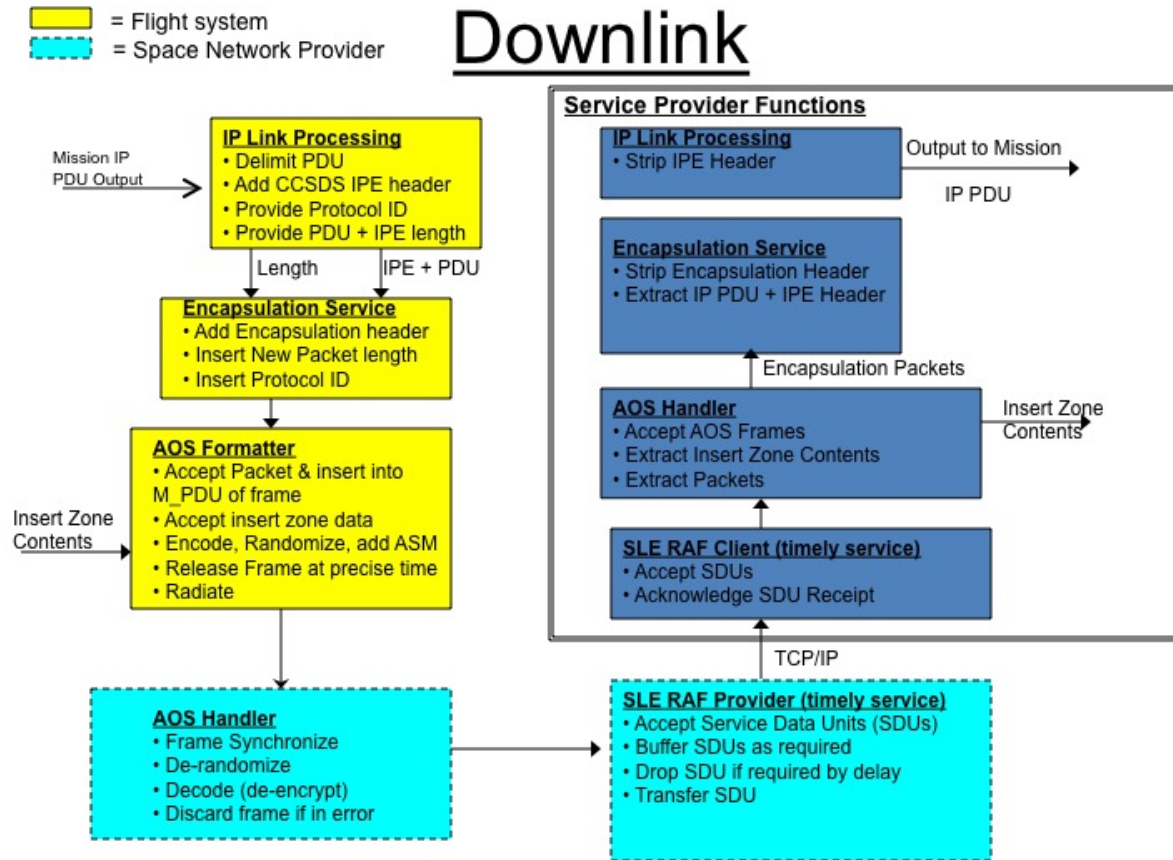 = Flight system
= Space Network Provider
Downlink
Mission IP
PDU Output
IP Link Processing
• Delimit PDU
• Add CCSDS IPE header
• Provide Protocol ID
• Provide PDU + IPE length
Length
IPE + PDU
Encapsulation Service
• Add Encapsulation header
• Insert New Packet length
• Insert Protocol ID
AOS Formatter
• Accept Packet & insert into
M_PDU of frame
• Accept insert zone data
• Encode, Randomize, add ASM
• Release Frame at precise time
• Radiate
Insert Zone
Contents
AOS Handler
• Frame Synchronize
• De-randomize
• Decode (de-encrypt)
• Discard frame if in error
SLE RAF Provider (timely service)
• Accept Service Data Units (SDUs)
• Buffer SDUs as required
• Drop SDU if required by delay
• Transfer SDU
TCP/IP
Service Provider Functions
IP Link Processing
• Strip IPE Header
Output to Mission
IP PDU
Encapsulation Service
• Strip Encapsulation Header
• Extract IP PDU + IPE Header
Encapsulation Packets
AOS Handler
• Accept AOS Frames
• Extract Insert Zone Contents
• Extract Packets
Insert Zone
Contents
SLE RAF Client (timely service)
• Accept SDUs
• Acknowledge SDU Receipt